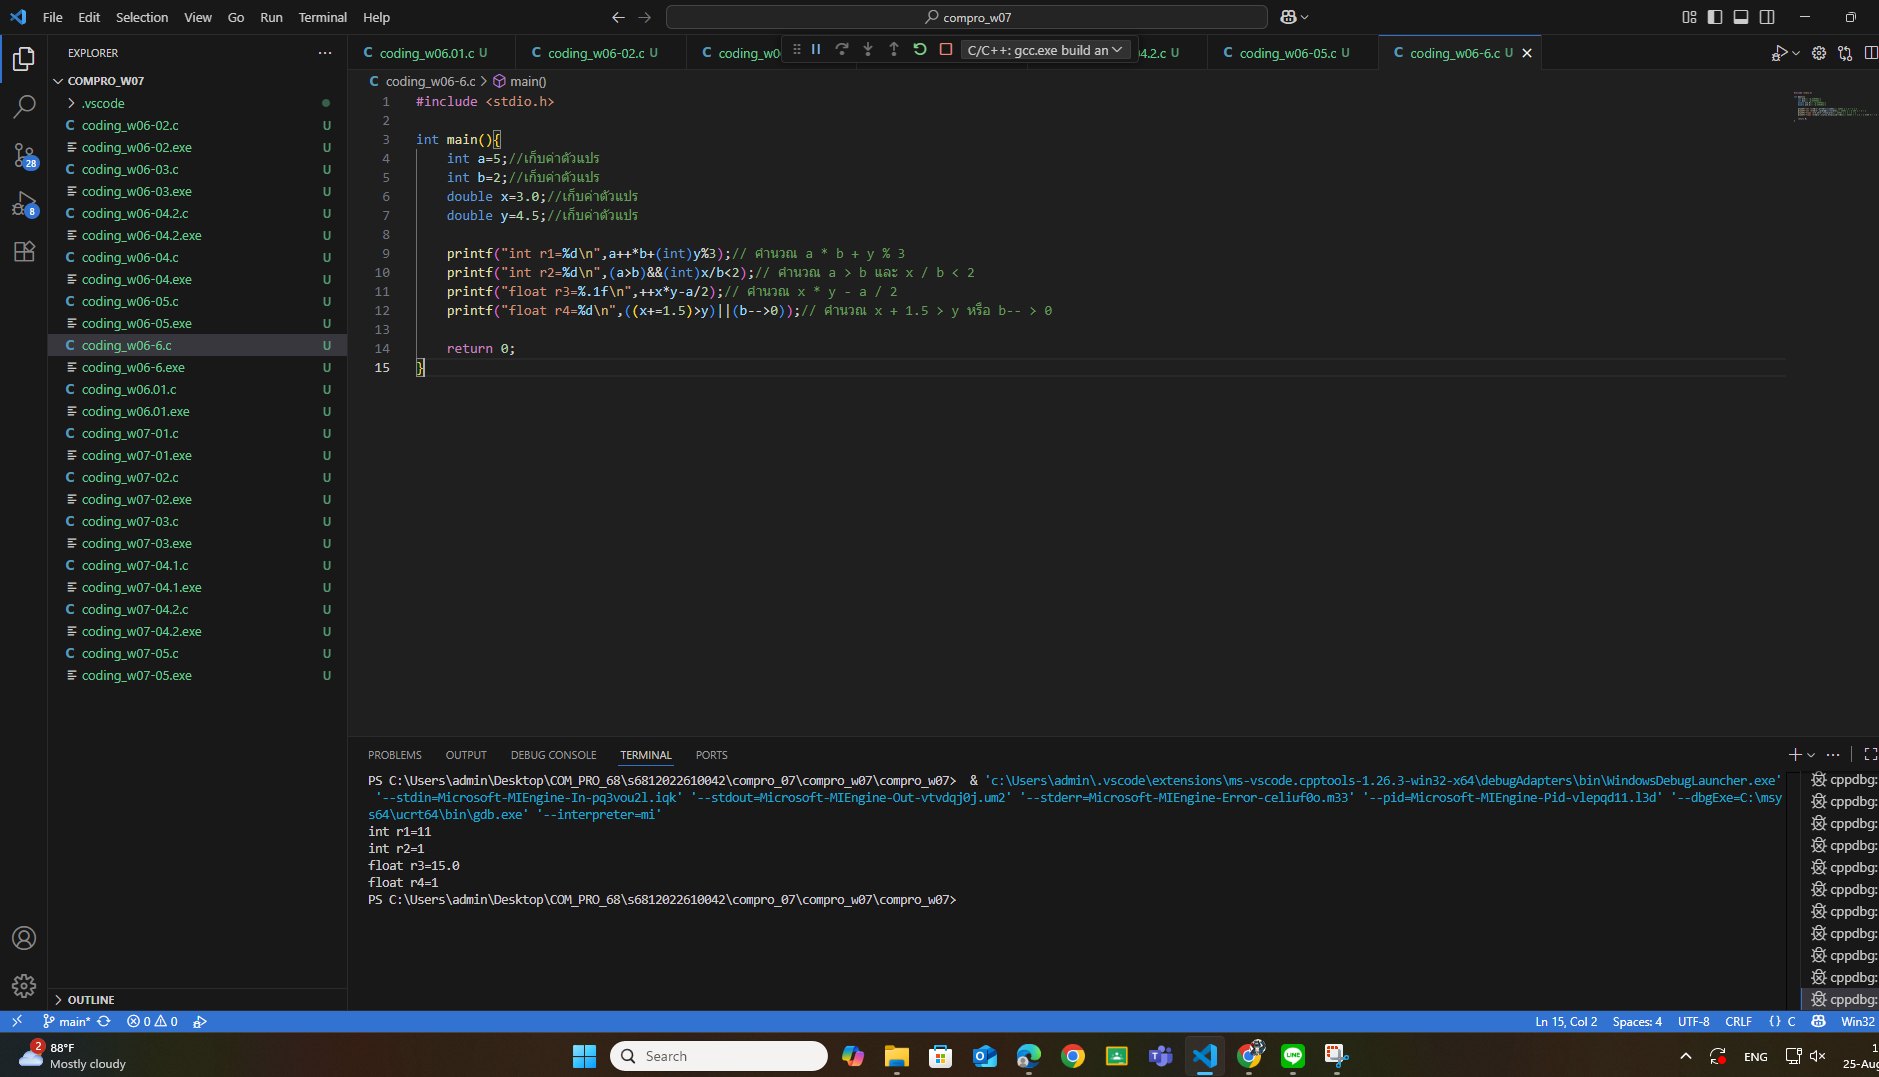 File Edit Selection View Go Run Terminal Help
compro_w07
EXPLORER
COMPRO_W07
.vscode
coding_w06-02.c U
coding_w06-02.exe U
coding_w06-03.c U
coding_w06-03.exe U
coding_w06-04.2.c U
coding_w06-04.2.exe U
coding_w06-04.c U
coding_w06-04.exe U
coding_w06-05.c U
coding_w06-05.exe U
coding_w06-6.c U
coding_w06-6.exe U
coding_w06.01.c U
coding_w06.01.exe U
coding_w07-01.c U
coding_w07-01.exe U
coding_w07-02.c U
coding_w07-02.exe U
coding_w07-03.c U
coding_w07-03.exe U
coding_w07-04.1.c U
coding_w07-04.1.exe U
coding_w07-04.2.c U
coding_w07-04.2.exe U
coding_w07-05.c U
coding_w07-05.exe U
OUTLINE
28
8
C coding_w06.01.c U C coding_w06-02.c U C coding_w0 C/C++: gcc.exe build an 4.2.c U C coding_w06-05.c U C coding_w06-6.c U
C coding_w06-6.c > main()
1 #include <stdio.h>
2
3 int main(){
4 int a=5;//เก็บค่าตัวแปร
5 int b=2;//เก็บค่าตัวแปร
6 double x=3.0;//เก็บค่าตัวแปร
7 double y=4.5;//เก็บค่าตัวแปร
8
9 printf("int r1=%d\n",a++*b+(int)y%3);// คำนวณ a * b + y % 3
10 printf("int r2=%d\n",(a>b)&&(int)x/b<2);// คำนวณ a > b และ x / b < 2
11 printf("float r3=%.1f\n",++x*y-a/2);// คำนวณ x * y - a / 2
12 printf("float r4=%d\n",((x+=1.5)>y)||(b-->0));// คำนวณ x + 1.5 > y หรือ b-- > 0
13
14 return 0;
15 }
PROBLEMS OUTPUT DEBUG CONSOLE TERMINAL PORTS
PS C:\Users\admin\Desktop\COM_PRO_68\s6812022610042\compro_07\compro_w07\compro_w07> & 'c:\Users\admin\.vscode\extensions\ms-vscode.cpptools-1.26.3-win32-x64\debugAdapters\bin\WindowsDebugLauncher.exe'
'--stdin=Microsoft-MIEngine-In-pq3vou2l.iqk' '--stdout=Microsoft-MIEngine-Out-vtvdqj0j.um2' '--stderr=Microsoft-MIEngine-Error-celiuf0o.m33' '--pid=Microsoft-MIEngine-Pid-vlepqd11.l3d' '--dbgExe=C:\msy
s64\ucrt64\bin\gdb.exe' '--interpreter=mi'
int r1=11
int r2=1
float r3=15.0
float r4=1
PS C:\Users\admin\Desktop\COM_PRO_68\s6812022610042\compro_07\compro_w07\compro_w07>
cppdbg:
cppdbg:
cppdbg:
cppdbg:
cppdbg:
cppdbg:
cppdbg:
cppdbg:
cppdbg:
cppdbg:
cppdbg:
main* 0 0 Ln 15, Col 2 Spaces: 4 UTF-8 CRLF {} C Win32
2
88°F
Mostly cloudy
Search
LINE
ENG
25-Aug